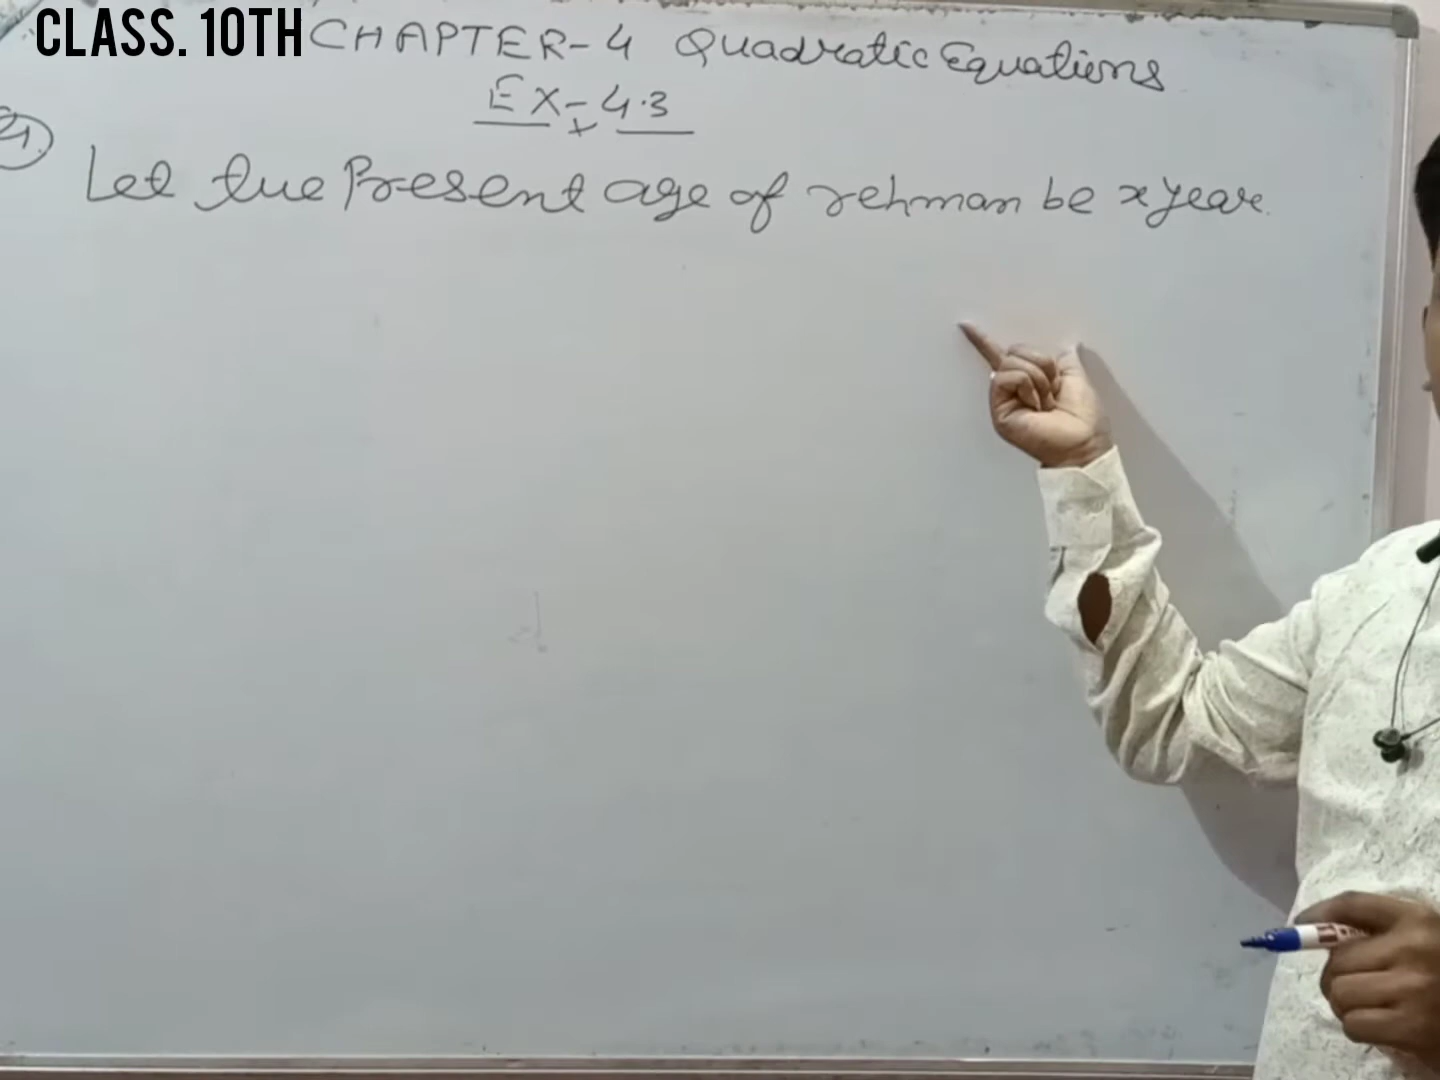 CLASS. 10TH CHAPTER-4 Quadratic Equations
EX-4.3
Let the Present age of rehman be x year.